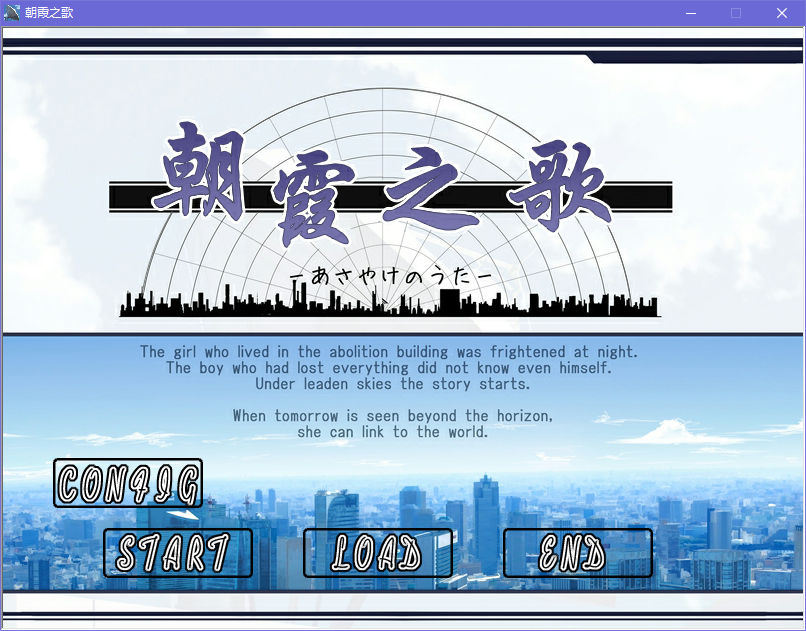 朝霞之歌
朝霞之歌
－あさやけのうた－
The girl who lived in the abolition building was frightened at night.
The boy who had lost everything did not know even himself.
Under leaden skies the story starts.
When tomorrow is seen beyond the horizon,
she can link to the world.
CONFIG
START
LOAD
END